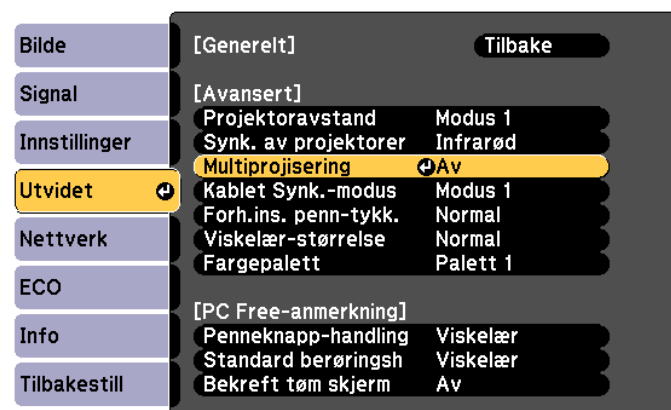 Bilde
Signal
Innstillinger
Utvidet
Nettverk
ECO
Info
Tilbakestill
[Generelt] Tilbake
[Avansert]
Projektoravstand Modus 1
Synk. av projektorer Infrarød
Multiprojisering Av
Kablet Synk.-modus Modus 1
Forh.ins. penn-tykk. Normal
Viskelær-størrelse Normal
Fargepalett Palett 1
[PC Free-anmerkning]
Penneknapp-handling Viskelær
Standard berøringsh Viskelær
Bekreft tøm skjerm Av